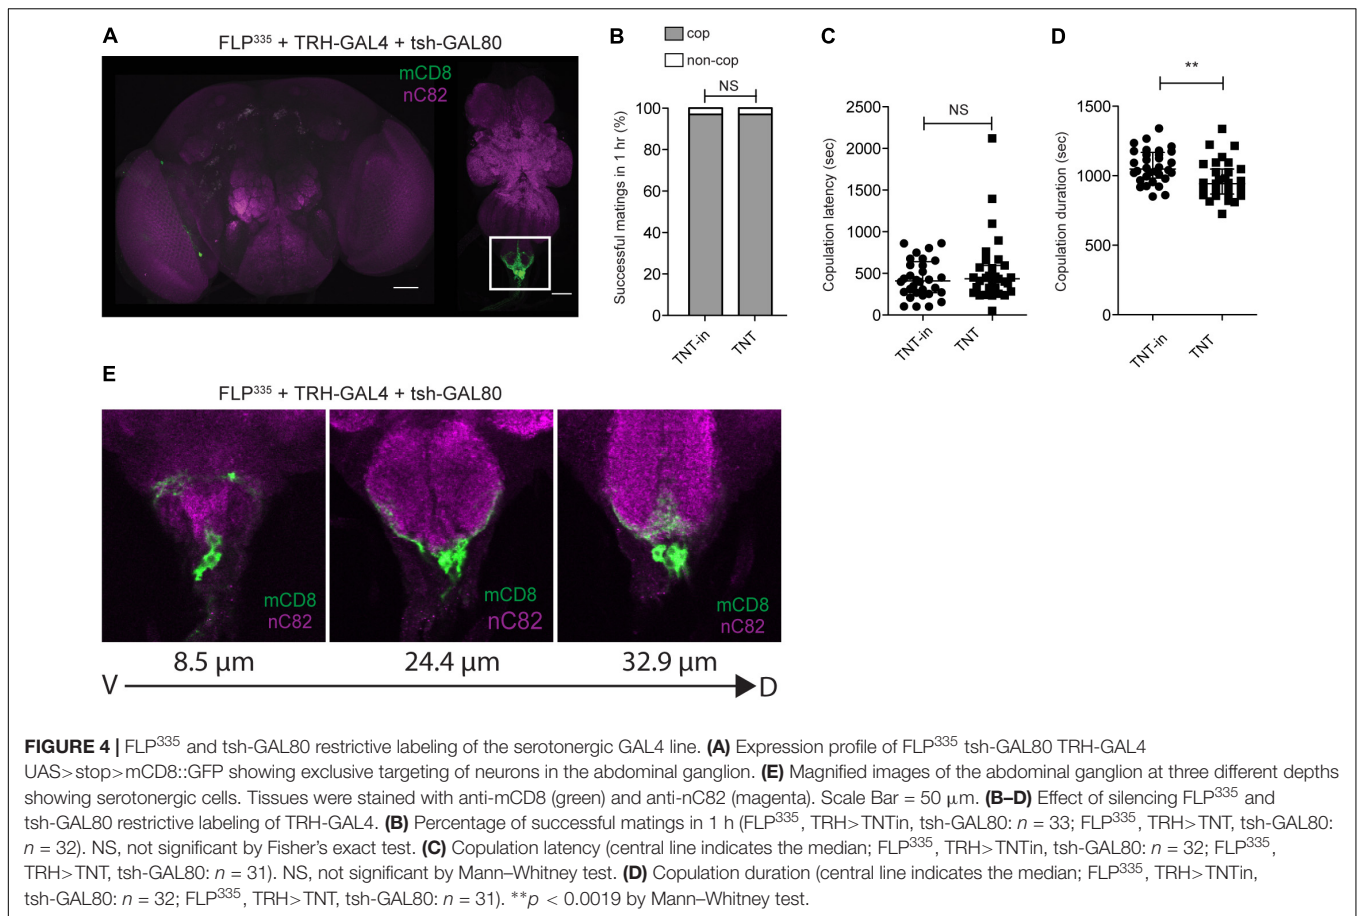 A
FLP³³⁵ + TRH-GAL4 + tsh-GAL80
mCD8
nC82
B
cop
non-cop
NS
Successful matings in 1 hr (%)
100
80
60
40
20
0
TNT-in
TNT
C
NS
Copulation latency (sec)
2500
2000
1500
1000
500
0
TNT-in
TNT
D
**
Copulation duration (sec)
1500
1000
500
0
TNT-in
TNT
E
FLP³³⁵ + TRH-GAL4 + tsh-GAL80
mCD8
nC82
mCD8
nC82
mCD8
nC82
8.5 µm
24.4 µm
32.9 µm
V
D
FIGURE 4 | FLP³³⁵ and tsh-GAL80 restrictive labeling of the serotonergic GAL4 line. (A) Expression profile of FLP³³⁵ tsh-GAL80 TRH-GAL4
UAS>stop>mCD8::GFP showing exclusive targeting of neurons in the abdominal ganglion. (E) Magnified images of the abdominal ganglion at three different depths
showing serotonergic cells. Tissues were stained with anti-mCD8 (green) and anti-nC82 (magenta). Scale Bar = 50 µm. (B–D) Effect of silencing FLP³³⁵ and
tsh-GAL80 restrictive labeling of TRH-GAL4. (B) Percentage of successful matings in 1 h (FLP³³⁵, TRH>TNTin, tsh-GAL80: n = 33; FLP³³⁵, TRH>TNT, tsh-GAL80:
n = 32). NS, not significant by Fisher's exact test. (C) Copulation latency (central line indicates the median; FLP³³⁵, TRH>TNTin, tsh-GAL80: n = 32; FLP³³⁵,
TRH>TNT, tsh-GAL80: n = 31). NS, not significant by Mann–Whitney test. (D) Copulation duration (central line indicates the median; FLP³³⁵, TRH>TNTin,
tsh-GAL80: n = 32; FLP³³⁵, TRH>TNT, tsh-GAL80: n = 31). **p < 0.0019 by Mann–Whitney test.